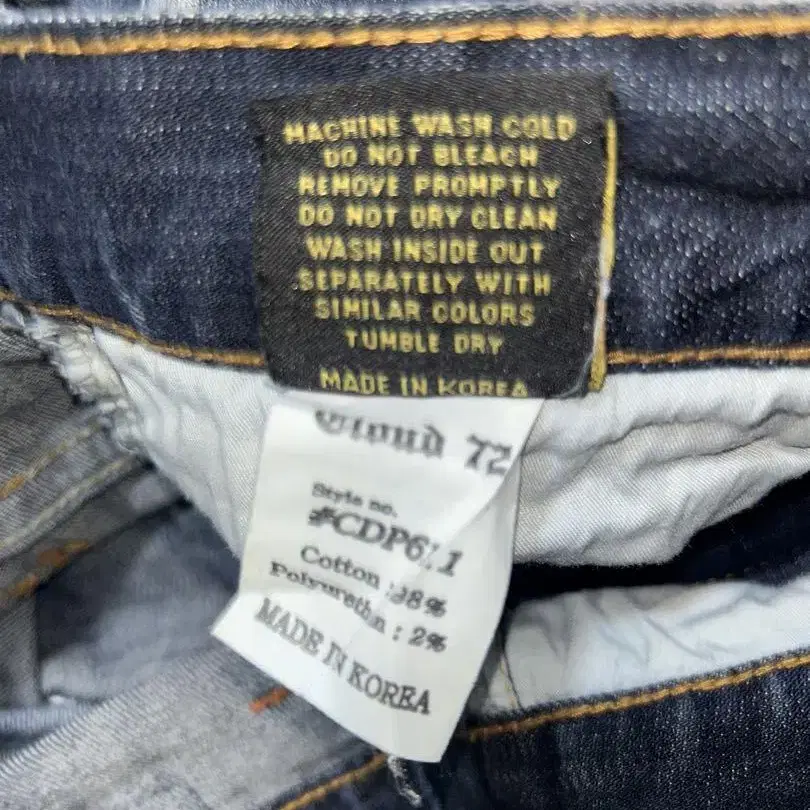 MACHINE WASH COLD
DO NOT BLEACH
REMOVE PROMPTLY
DO NOT DRY CLEAN
WASH INSIDE OUT
SEPARATELY WITH
SIMILAR COLORS
TUMBLE DRY
MADE IN KOREA
Cloud 72
Style no.
#CDP611
Cotton : 98%
Polyurethan : 2%
MADE IN KOREA